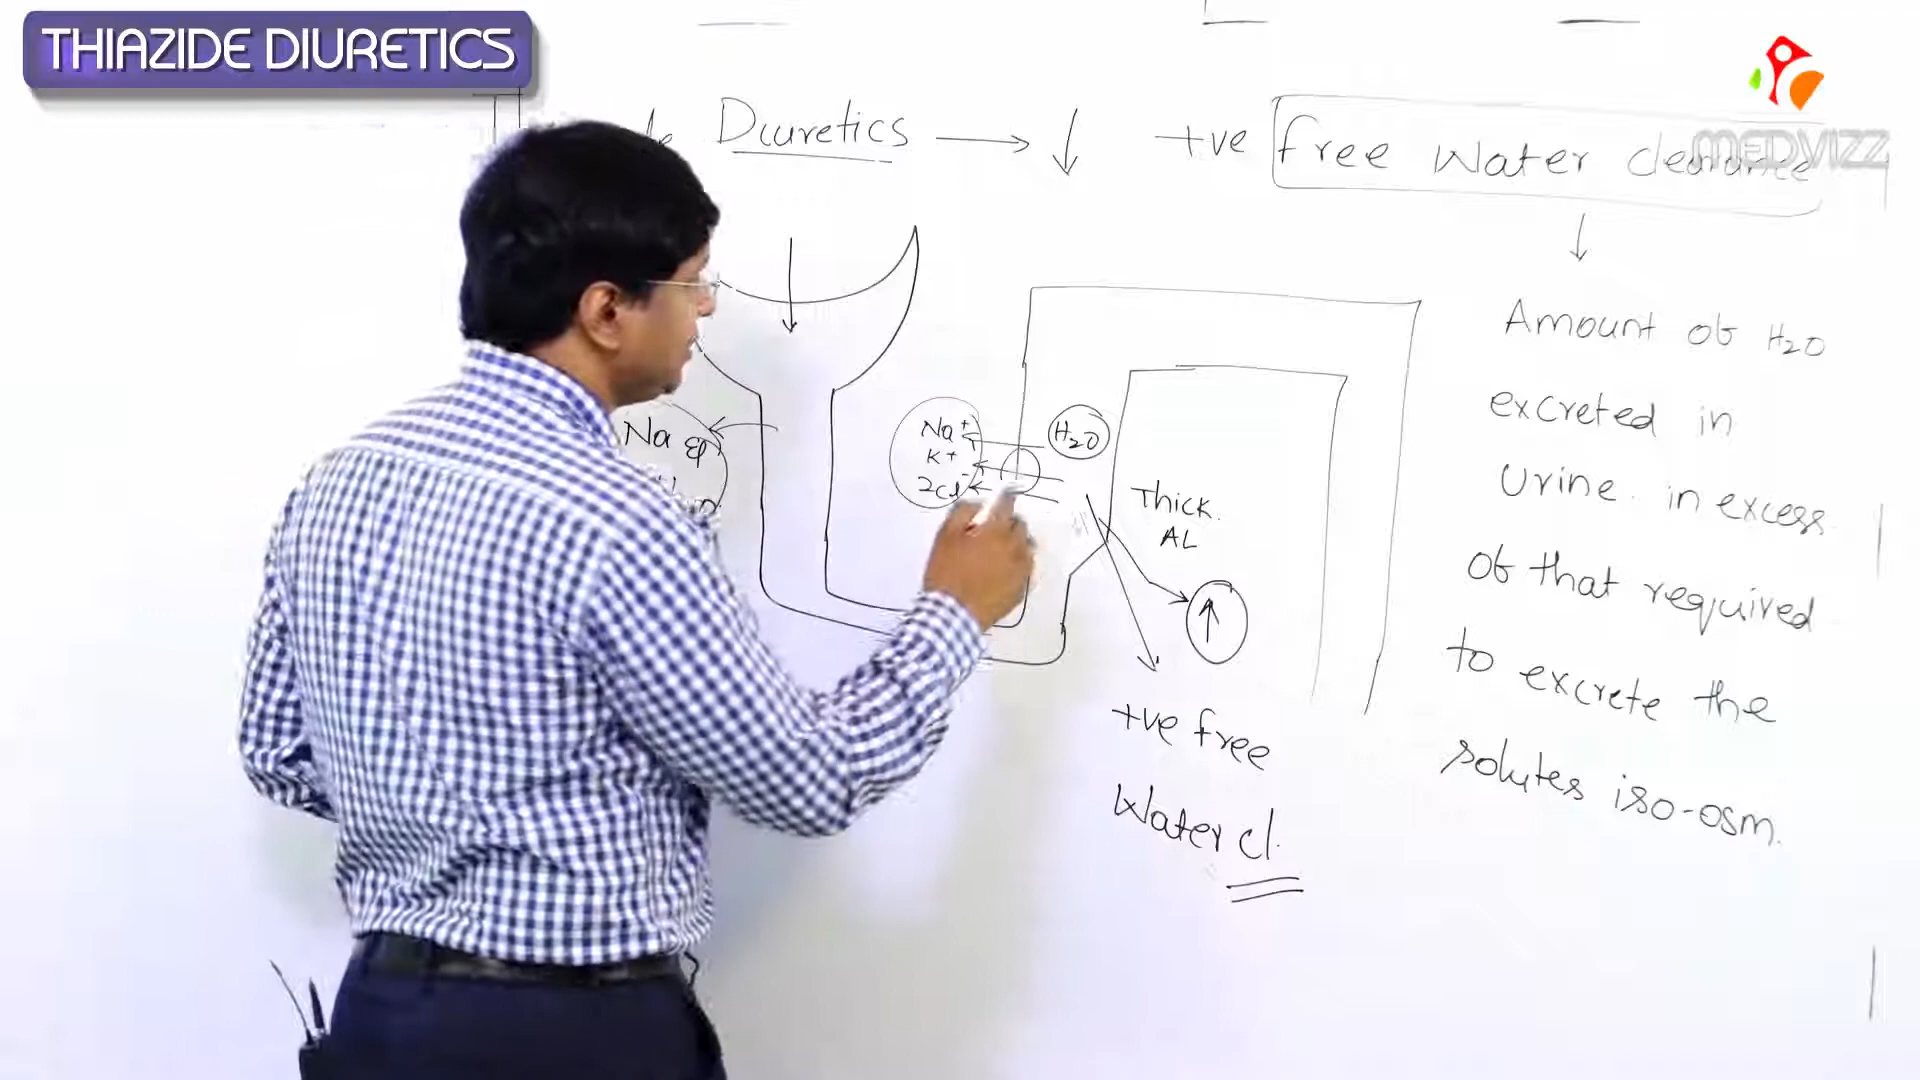 THIAZIDE DIURETICS
MEDVIZZ
Diuretics → ↓ +ve free water clearance
↓
Amount of H2O
excreted in
Urine in excess
of that required
to excrete the
solutes iso-osm.
Na
Na+
K+
2Cl-
H2O
Thick
AL
↑
+ve free
Water cl.